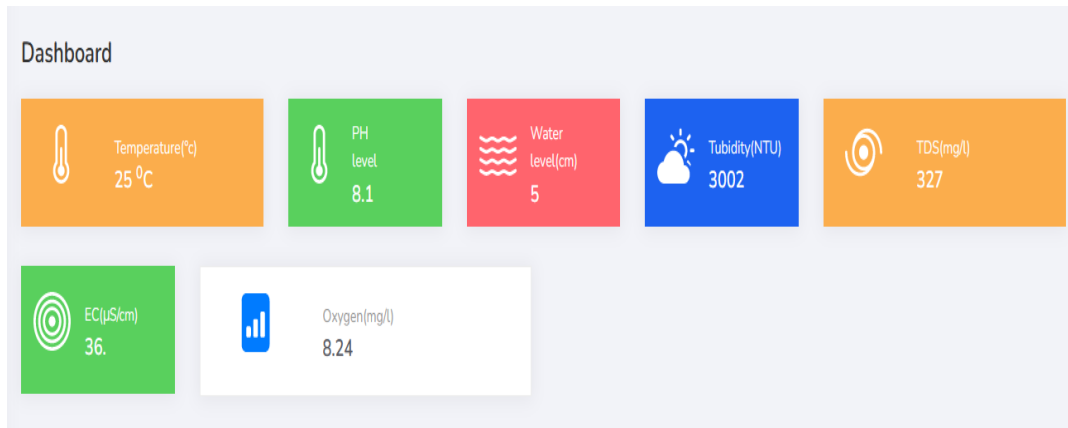 Dashboard
Temperature(°c)
25 ⁰C
PH
level
8.1
Water
level(cm)
5
Tubidity(NTU)
3002
TDS(mg/l)
327
EC(μS/cm)
36.
Oxygen(mg/l)
8.24